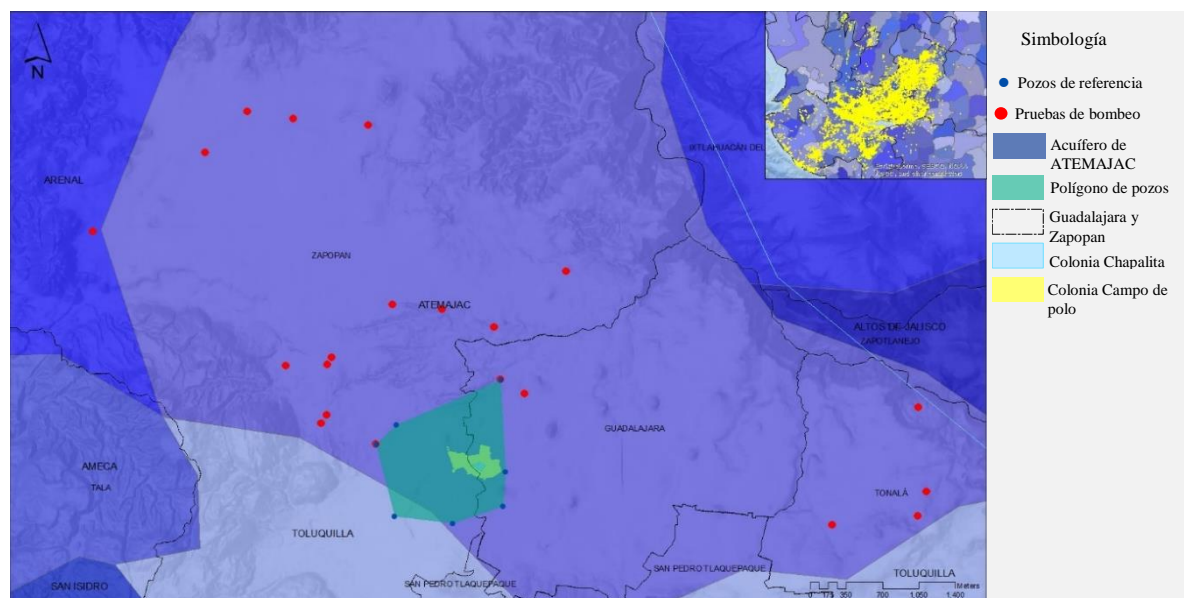 N
ARENAL
ZAPOPAN
ATEMAJAC
IXTLAHUACÁN DEL
ALTOS DE JALISCO
ZAPOTLANEJO
GUADALAJARA
AMECA
TALA
TONALÁ
TOLUQUILLA
SAN ISIDRO
SAN PEDRO TLAQUEPAQUE
SAN PEDRO TLAQUEPAQUE
TOLUQUILLA
0 175 350 700 1,050 1,400
Meters
Simbología
Pozos de referencia
Pruebas de bombeo
Acuífero de
ATEMAJAC
Polígono de pozos
Guadalajara y
Zapopan
Colonia Chapalita
Colonia Campo de
polo